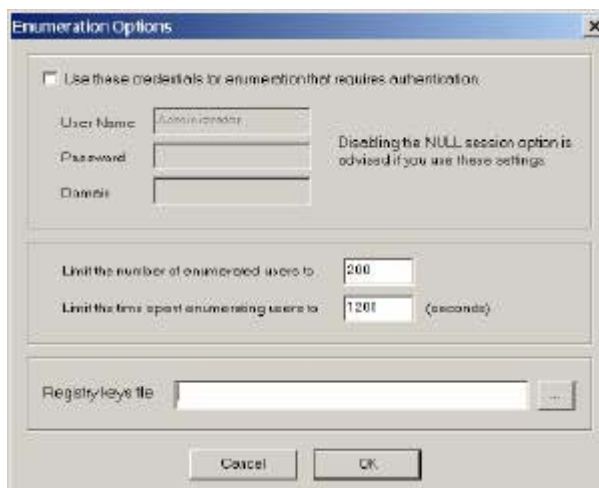 Enumeration Options
Use these credentials for enumeration that requires authentication
User Name
Administrator
Password
Domain
Disabling the NULL session option is
advised if you use these settings
Limit the number of enumerated users to
200
Limit the time spent enumerating users to
1200
(seconds)
Registry keys file
...
Cancel
OK